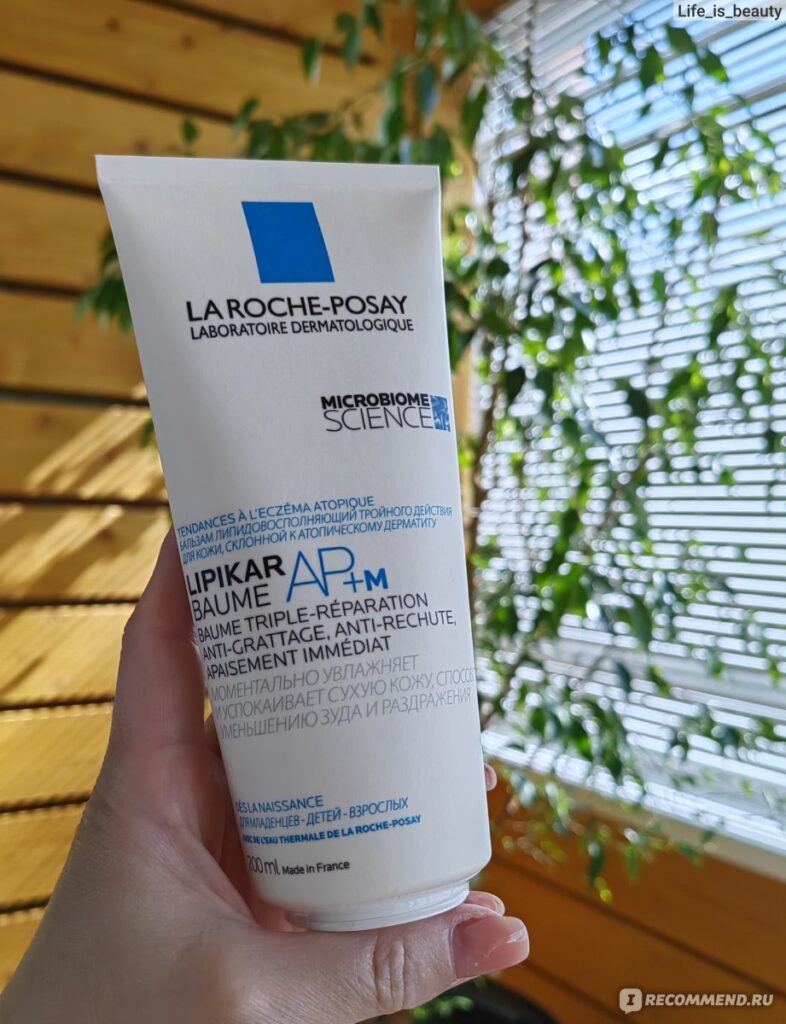 Life_is_beauty
LA ROCHE-POSAY
LABORATOIRE DERMATOLOGIQUE
MICROBIOME
SCIENCE
TENDANCES À L'ECZÉMA ATOPIQUE
БАЛЬЗАМ ЛИПИДОВОСПОЛНЯЮЩИЙ ТРОЙНОГО ДЕЙСТВИЯ
ДЛЯ КОЖИ, СКЛОННОЙ К АТОПИЧЕСКОМУ ДЕРМАТИТУ
LIPIKAR
BAUME AP+M
BAUME TRIPLE-RÉPARATION
ANTI-GRATTAGE, ANTI-RECHUTE,
APAISEMENT IMMÉDIAT
МОМЕНТАЛЬНО УВЛАЖНЯЕТ
И УСПОКАИВАЕТ СУХУЮ КОЖУ,
УМЕНЬШЕНИЮ ЗУДА И РАЗДРАЖЕНИЯ
DÈS LA NAISSANCE
ДЛЯ МЛАДЕНЦЕВ - ДЕТЕЙ - ВЗРОСЛЫХ
AVEC DE L'EAU THERMALE DE LA ROCHE-POSAY
200 ml Made in France
I RECOMMEND.RU